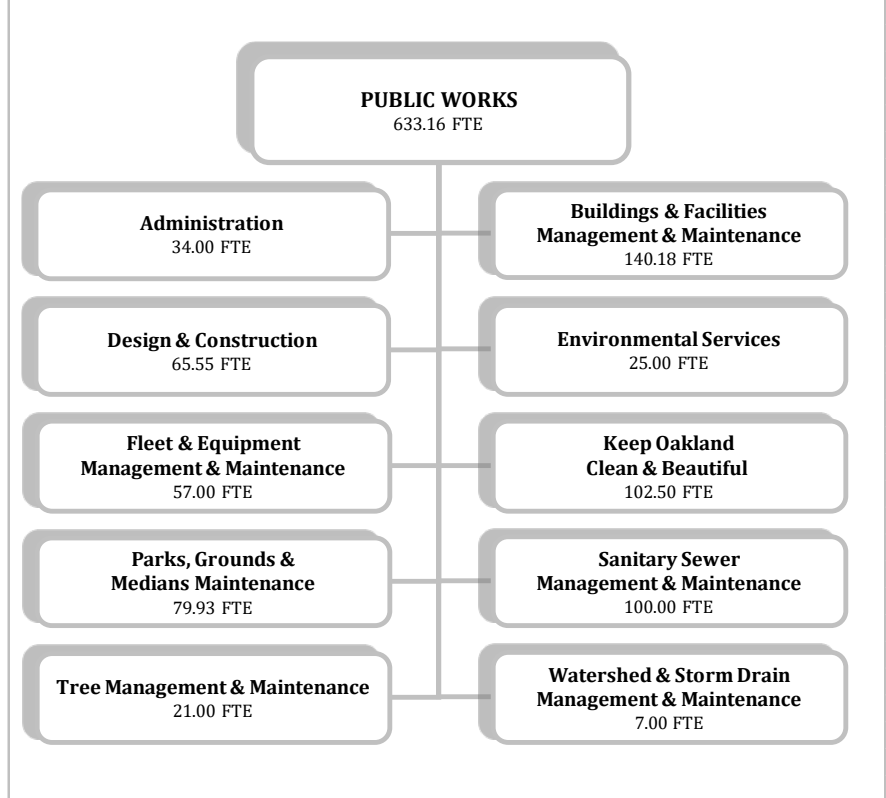 PUBLIC WORKS
633.16 FTE
Administration
34.00 FTE
Buildings & Facilities
Management & Maintenance
140.18 FTE
Design & Construction
65.55 FTE
Environmental Services
25.00 FTE
Fleet & Equipment
Management & Maintenance
57.00 FTE
Keep Oakland
Clean & Beautiful
102.50 FTE
Parks, Grounds &
Medians Maintenance
79.93 FTE
Sanitary Sewer
Management & Maintenance
100.00 FTE
Tree Management & Maintenance
21.00 FTE
Watershed & Storm Drain
Management & Maintenance
7.00 FTE